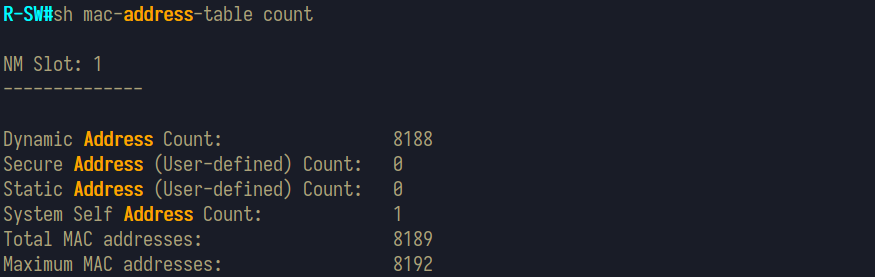 R-SW#sh mac-address-table count
NM Slot: 1
--------------
Dynamic Address Count: 8188
Secure Address (User-defined) Count: 0
Static Address (User-defined) Count: 0
System Self Address Count: 1
Total MAC addresses: 8189
Maximum MAC addresses: 8192